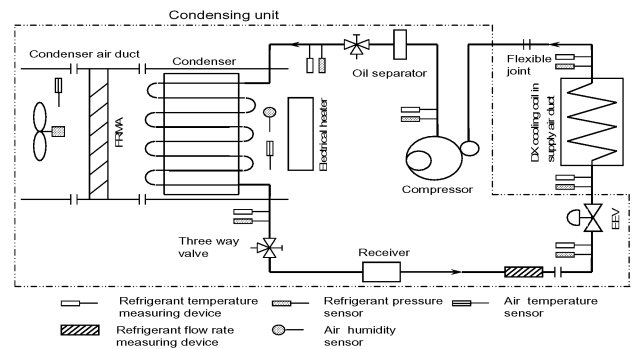 Condensing unit
Condenser air duct
Condenser
Oil separator
Flexible
joint
FRMA
Electrical heater
DX cooling coil in
supply air duct
Compressor
EEV
Three way
valve
Receiver
Refrigerant temperature
measuring device
Refrigerant pressure
sensor
Air temperature
sensor
Refrigerant flow rate
measuring device
Air humidity
sensor